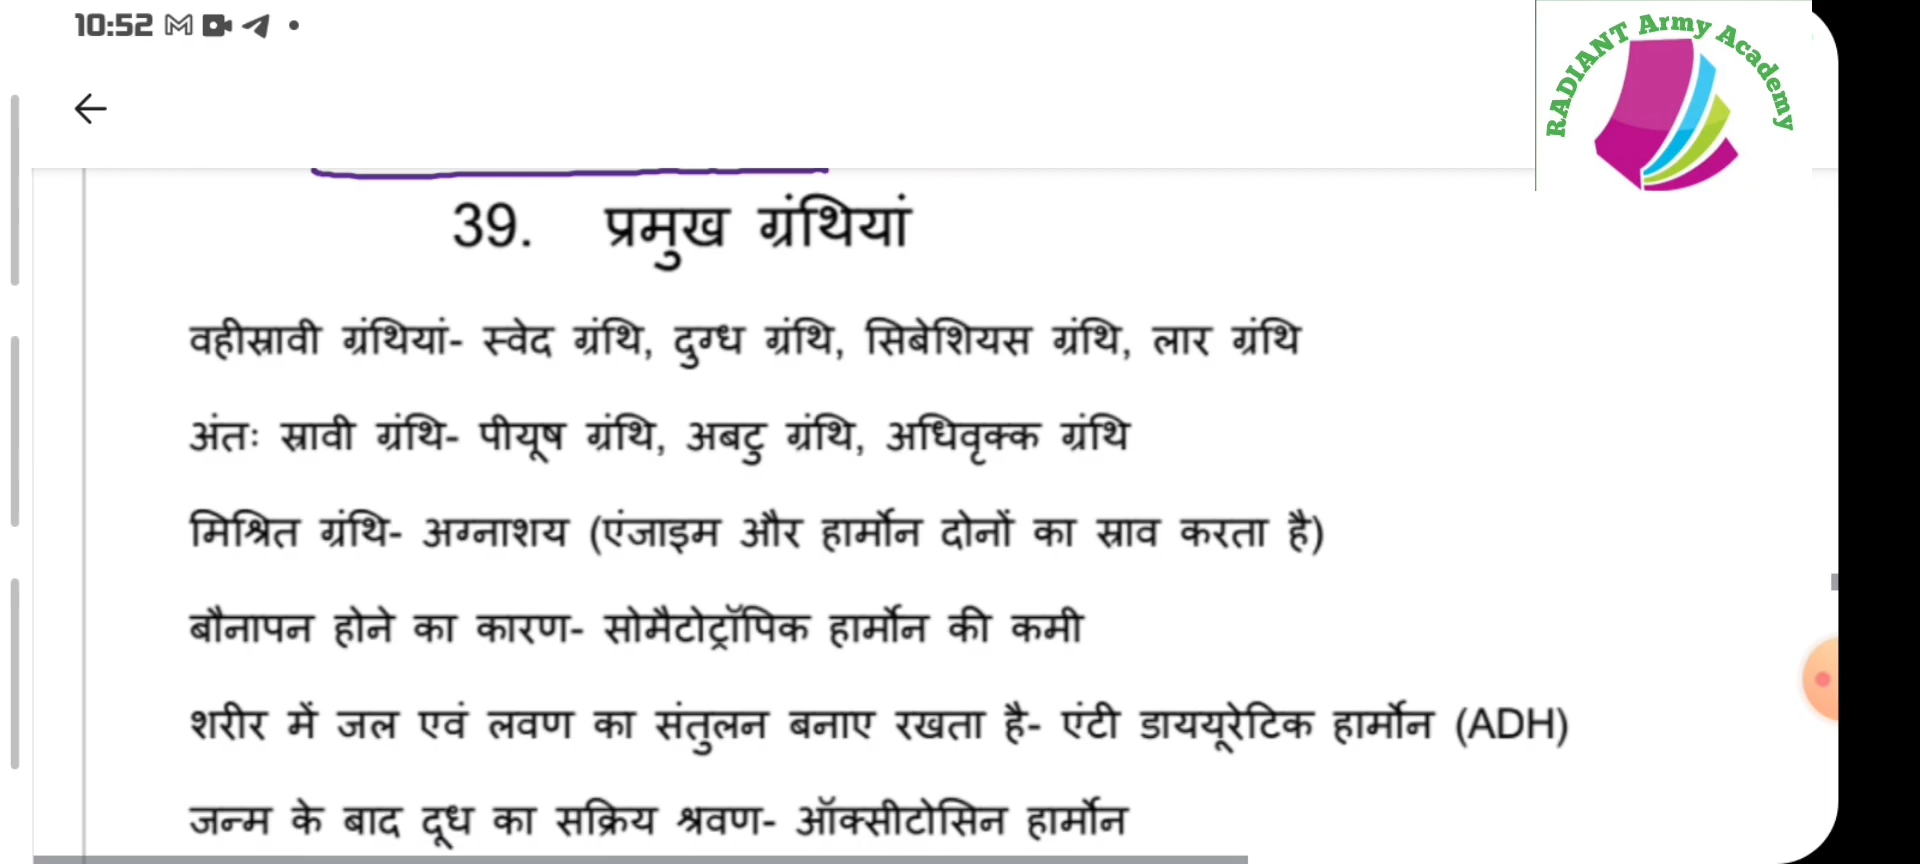 10:52
RADIANT Army Academy
39. प्रमुख ग्रंथियां
वहीस्रावी ग्रंथियां- स्वेद ग्रंथि, दुग्ध ग्रंथि, सिबेशियस ग्रंथि, लार ग्रंथि
अंतः स्रावी ग्रंथि- पीयूष ग्रंथि, अबटु ग्रंथि, अधिवृक्क ग्रंथि
मिश्रित ग्रंथि- अग्नाशय (एंजाइम और हार्मोन दोनों का स्राव करता है)
बौनापन होने का कारण- सोमैटोट्रॉपिक हार्मोन की कमी
शरीर में जल एवं लवण का संतुलन बनाए रखता है- एंटी डाययूरेटिक हार्मोन (ADH)
जन्म के बाद दूध का सक्रिय श्रवण- ऑक्सीटोसिन हार्मोन